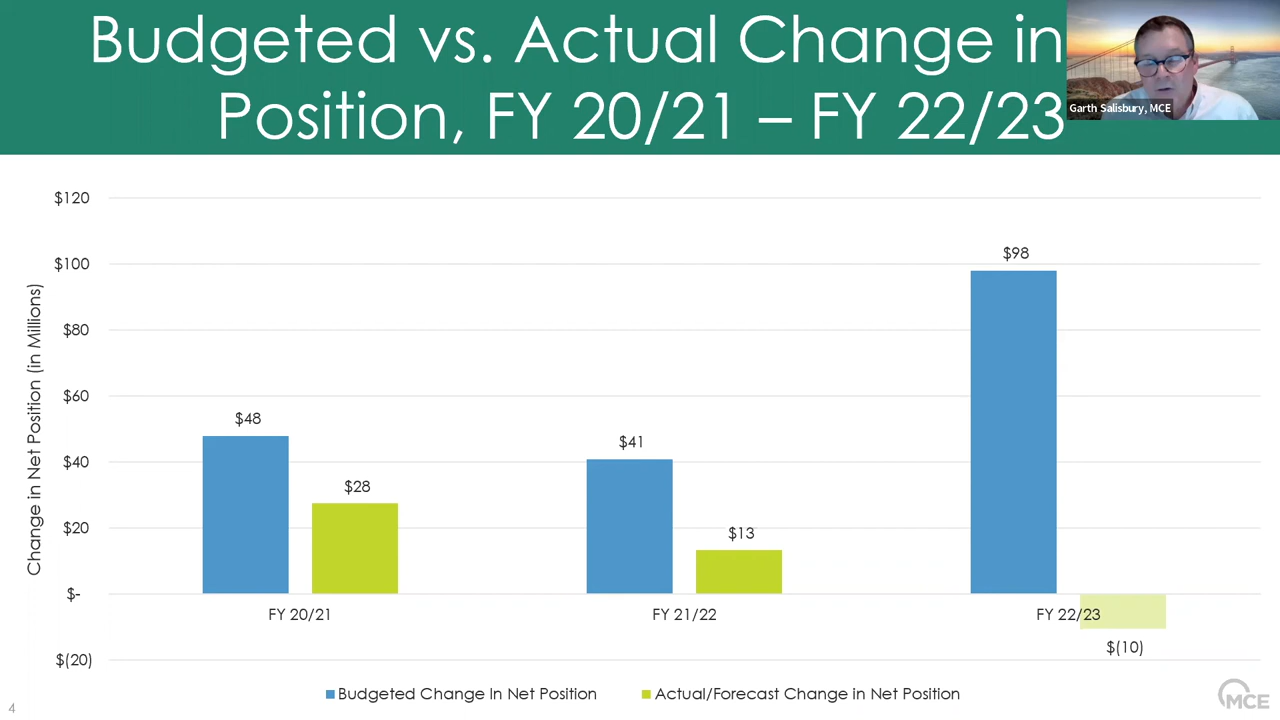 Budgeted vs. Actual Change in
Position, FY 20/21 – FY 22/23
Garth Salisbury, MCE
$120
$100
$80
$60
$40
$20
$-
$(20)
Change in Net Position (in Millions)
$48
$28
$41
$13
$98
$(10)
FY 20/21
FY 21/22
FY 22/23
Budgeted Change In Net Position
Actual/Forecast Change in Net Position
4
MCE